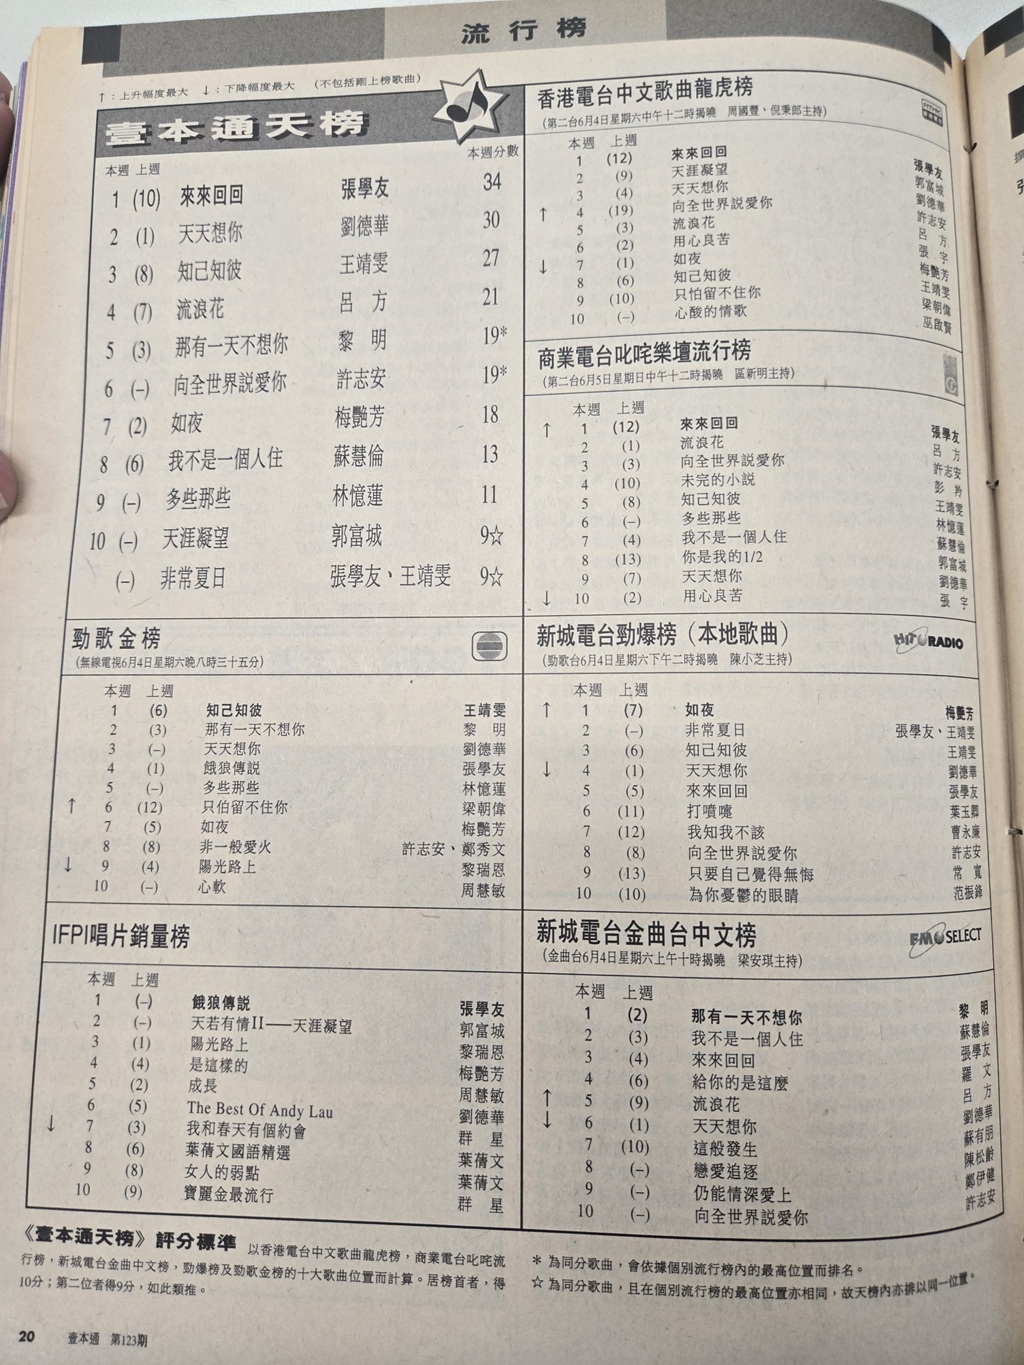 流行榜
↑：上升幅度最大　↓：下降幅度最大　（不包括剛上榜歌曲）
壹本通天榜
本週 上週 本週分數
1 (10) 來來回回 張學友 34
2 (1) 天天想你 劉德華 30
3 (8) 知己知彼 王靖雯 27
4 (7) 流浪花 呂方 21
5 (3) 那有一天不想你 黎明 19*
6 (–) 向全世界説愛你 許志安 19*
7 (2) 如夜 梅艷芳 18
8 (6) 我不是一個人住 蘇慧倫 13
9 (–) 多些那些 林憶蓮 11
10 (–) 天涯凝望 郭富城 9☆
(–) 非常夏日 張學友、王靖雯 9☆
香港電台中文歌曲龍虎榜
（第二台6月4日星期六中午十二時揭曉　周國豐、倪秉郎主持）
本週 上週
1 (12) 來來回回 張學友
2 (9) 天涯凝望 郭富城
3 (4) 天天想你 劉德華
↑ 4 (19) 向全世界説愛你 許志安
5 (3) 流浪花 呂方
6 (2) 用心良苦 張宇
↓ 7 (1) 如夜 梅艷芳
8 (6) 知己知彼 王靖雯
9 (10) 只怕留不住你 梁朝偉
10 (–) 心酸的情歌 巫啟賢
商業電台叱咤樂壇流行榜
（第二台6月5日星期日中午十二時揭曉　區新明主持）
本週 上週
↑ 1 (12) 來來回回 張學友
2 (1) 流浪花 呂方
3 (3) 向全世界説愛你 許志安
4 (10) 未完的小説 彭羚
5 (8) 知己知彼 王靖雯
6 (–) 多些那些 林憶蓮
7 (4) 我不是一個人住 蘇慧倫
8 (13) 你是我的1/2 郭富城
9 (7) 天天想你 劉德華
↓ 10 (2) 用心良苦 張宇
勁歌金榜
（無線電視6月4日星期六晚八時三十五分）
本週 上週
1 (6) 知己知彼 王靖雯
2 (3) 那有一天不想你 黎明
3 (–) 天天想你 劉德華
4 (1) 餓狼傳説 張學友
5 (–) 多些那些 林憶蓮
↑ 6 (12) 只伯留不住你 梁朝偉
7 (5) 如夜 梅艷芳
8 (8) 非一般愛火 許志安、鄭秀文
↓ 9 (4) 陽光路上 黎瑞恩
10 (–) 心軟 周慧敏
新城電台勁爆榜（本地歌曲） HIT RADIO
（勁歌台6月4日星期六下午二時揭曉　陳小芝主持）
本週 上週
↑ 1 (7) 如夜 梅艷芳
2 (–) 非常夏日 張學友、王靖雯
3 (6) 知己知彼 王靖雯
↓ 4 (1) 天天想你 劉德華
5 (5) 來來回回 張學友
6 (11) 打噴嚏 葉玉卿
7 (12) 我知我不該 曹永廉
8 (8) 向全世界説愛你 許志安
9 (13) 只要自己覺得無悔 常寬
10 (10) 為你憂鬱的眼睛 范振鋒
IFPI唱片銷量榜
本週 上週
1 (–) 餓狼傳説 張學友
2 (–) 天若有情II——天涯凝望 郭富城
3 (1) 陽光路上 黎瑞恩
4 (4) 是這樣的 梅艷芳
5 (2) 成長 周慧敏
6 (5) The Best Of Andy Lau 劉德華
↓ 7 (3) 我和春天有個約會 群星
8 (6) 葉蒨文國語精選 葉蒨文
9 (8) 女人的弱點 葉蒨文
10 (9) 寶麗金最流行 群星
新城電台金曲台中文榜 FM SELECT
（金曲台6月4日星期六上午十時揭曉　梁安琪主持）
本週 上週
1 (2) 那有一天不想你 黎明
2 (3) 我不是一個人住 蘇慧倫
3 (4) 來來回回 張學友
4 (6) 給你的是這麼 羅文
↑ 5 (9) 流浪花 呂方
↓ 6 (1) 天天想你 劉德華
7 (10) 這般發生 蘇有朋
8 (–) 戀愛追逐 陳松齡
9 (–) 仍能情深愛上 鄭伊健
10 (–) 向全世界説愛你 許志安
《壹本通天榜》評分標準　以香港電台中文歌曲龍虎榜，商業電台叱咤流
行榜，新城電台金曲中文榜，勁爆榜及勁歌金榜的十大歌曲位置而計算。居榜首者，得
10分；第二位者得9分，如此類推。
＊ 為同分歌曲，會依據個別流行榜內的最高位置而排名。
☆ 為同分歌曲，且在個別流行榜的最高位置亦相同，故天榜內亦排以同一位置。
20　壹本通　第123期